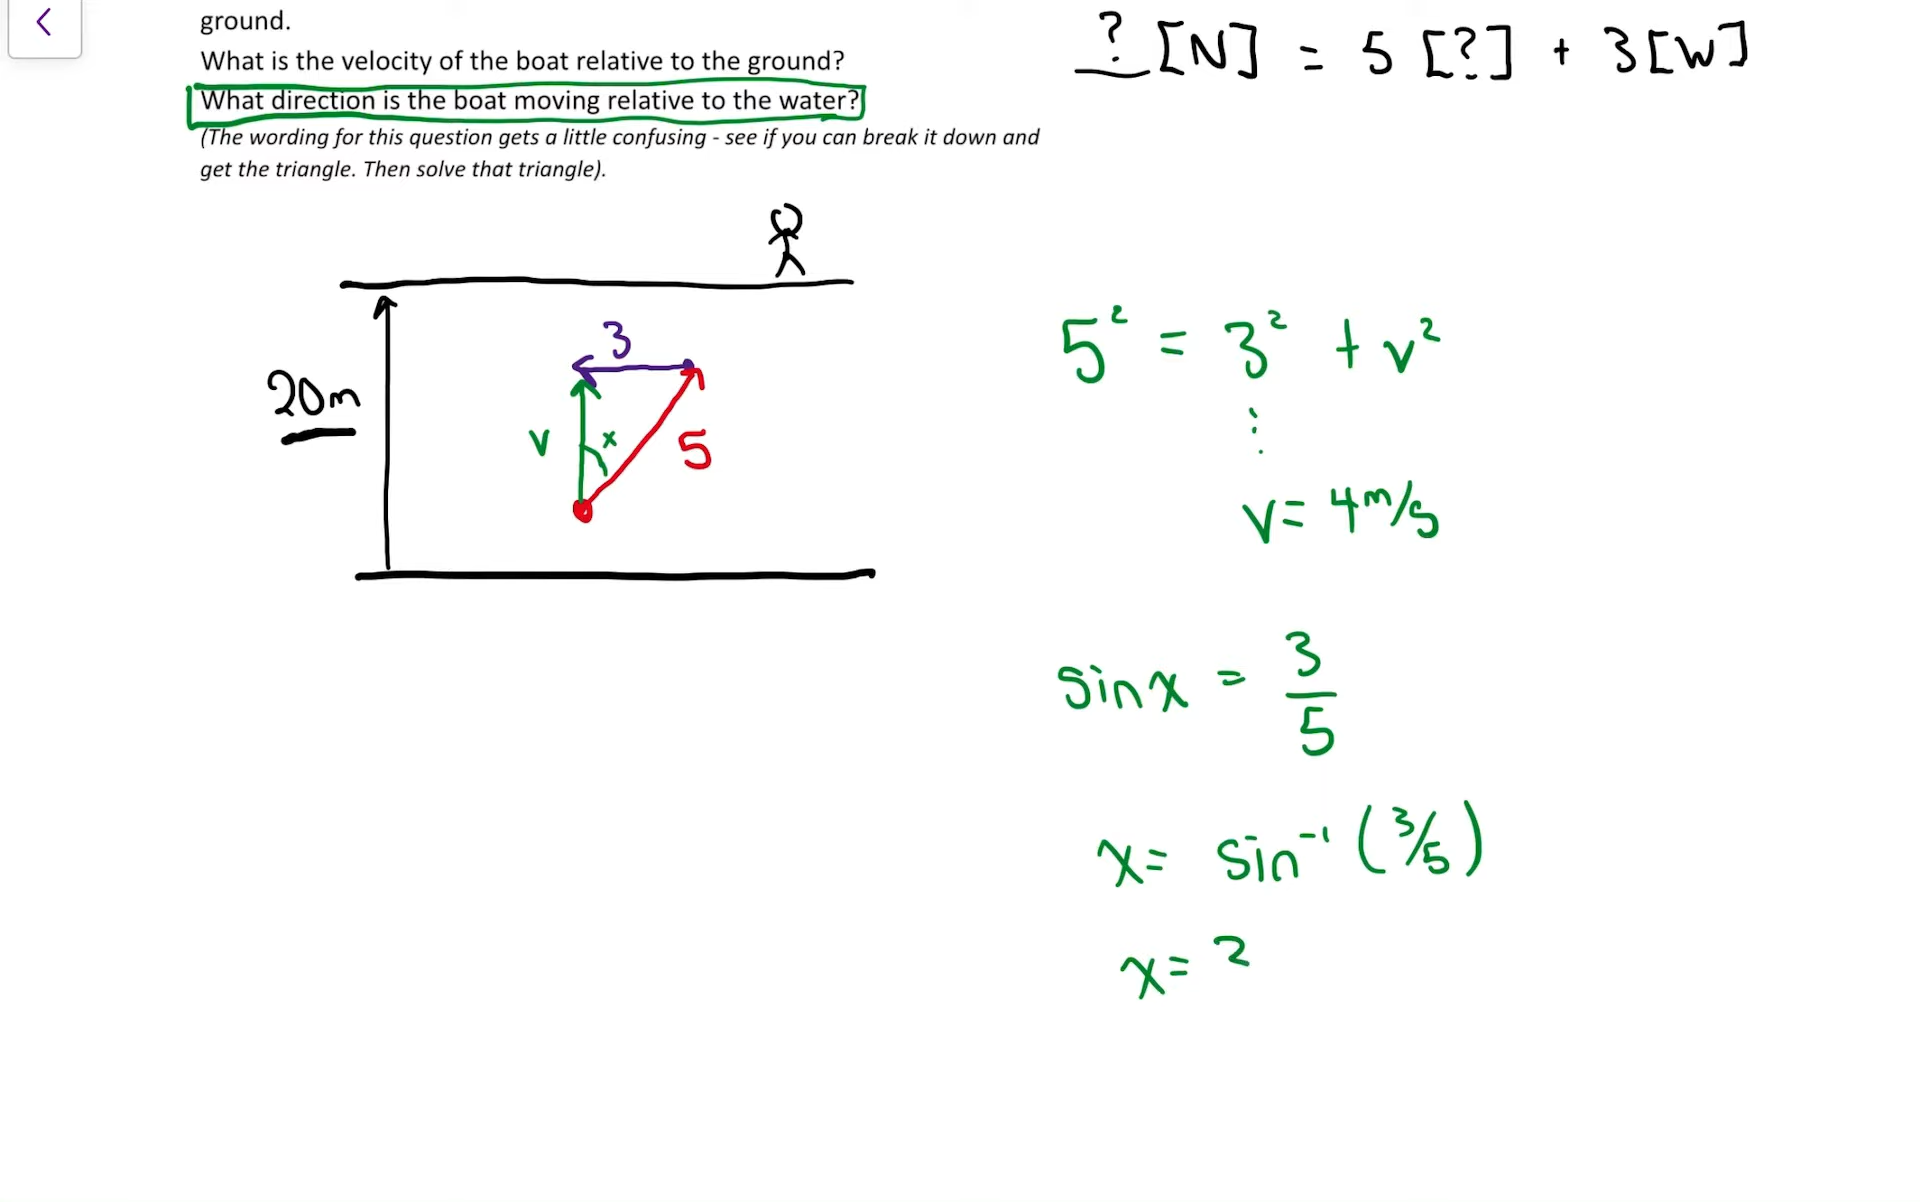 ground.
What is the velocity of the boat relative to the ground?
What direction is the boat moving relative to the water?
(The wording for this question gets a little confusing - see if you can break it down and
get the triangle. Then solve that triangle).
? [N] = 5 [?] + 3 [W]
20m
3
v
x
5
5² = 3² + v²
⋮
v = 4 m/s
sin x = 3/5
x = sin⁻¹ (3/5)
x = 2